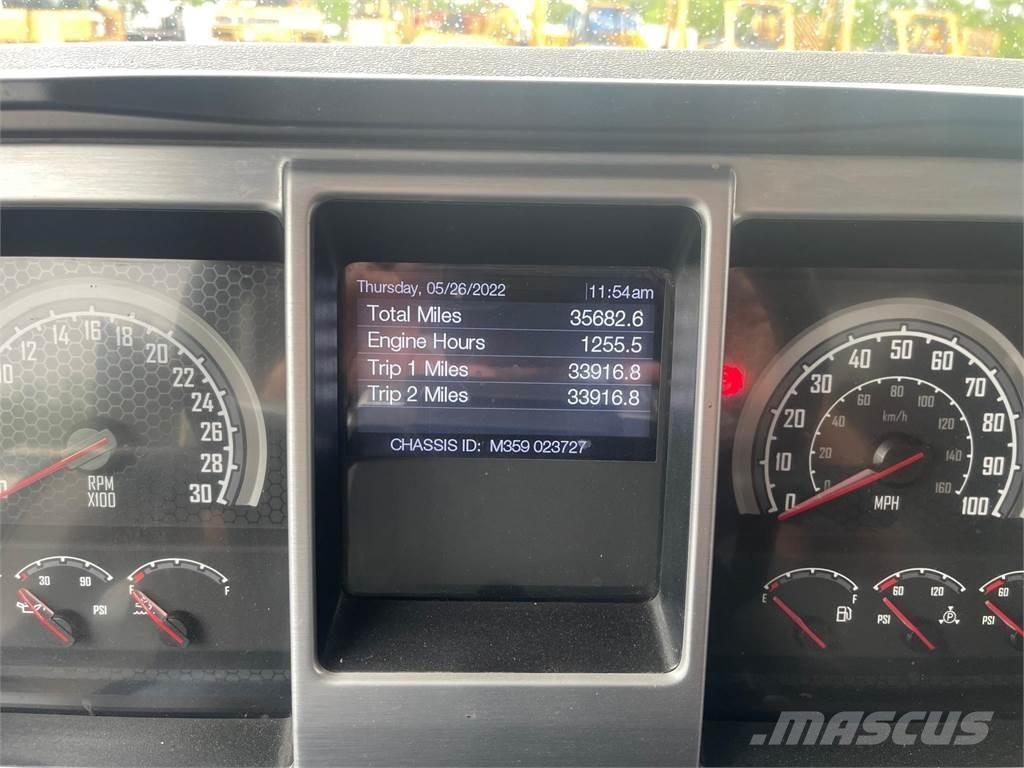 Thursday, 05/26/2022 11:54am
Total Miles 35682.6
Engine Hours 1255.5
Trip 1 Miles 33916.8
Trip 2 Miles 33916.8
CHASSIS ID: M359 023727
12 14 16 18 20 22 24 26 28 30
RPM
X100
0 10 20 30 40 50 60 70 80 90 100
0 20 40 60 80 100 120 140 160
km/h
MPH
30 90
PSI
F
E F
60 120
PSI
60
PSI
MASCUS